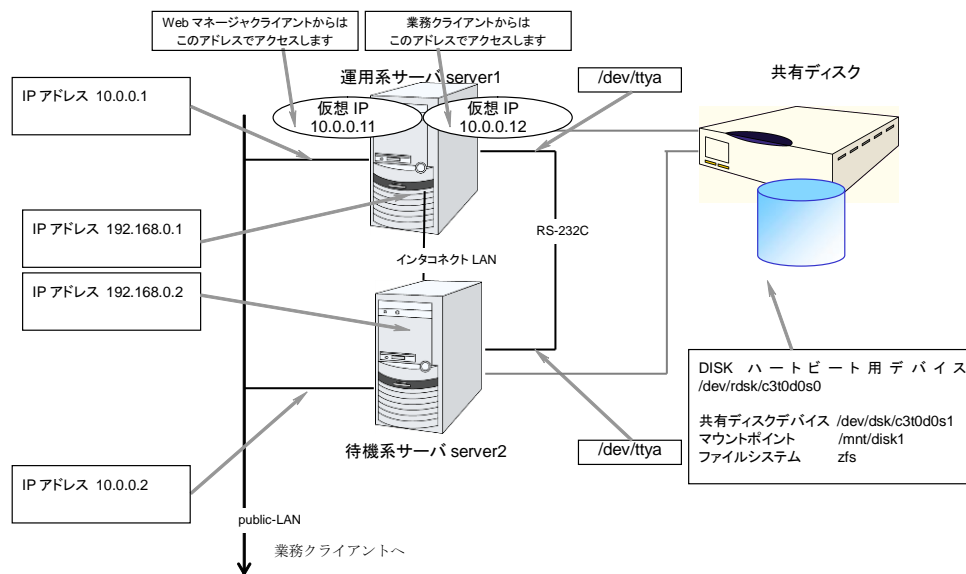 Web マネージャクライアントからは
このアドレスでアクセスします
業務クライアントからは
このアドレスでアクセスします
運用系サーバ server1
/dev/ttya
共有ディスク
IP アドレス 10.0.0.1
仮想 IP
10.0.0.11
仮想 IP
10.0.0.12
IP アドレス 192.168.0.1
RS-232C
インタコネクト LAN
IP アドレス 192.168.0.2
DISK ハートビート用デバイス
/dev/rdsk/c3t0d0s0
共有ディスクデバイス /dev/dsk/c3t0d0s1
マウントポイント /mnt/disk1
ファイルシステム zfs
待機系サーバ server2
/dev/ttya
IP アドレス 10.0.0.2
public-LAN
業務クライアントへ